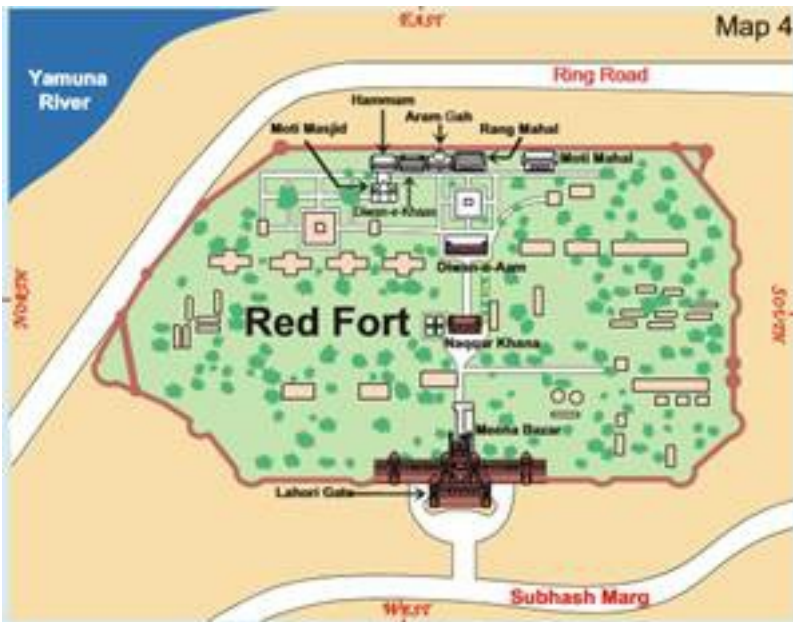 EAST
Map 4
Yamuna
River
Ring Road
Hammam
Aram Gah
Moti Masjid
Rang Mahal
Moti Mahal
Diwan-e-Khaas
Diwan-e-Aam
NORTH
SOUTH
Red Fort
Naqqar Khana
Meena Bazar
Lahori Gate
Subhash Marg
WEST